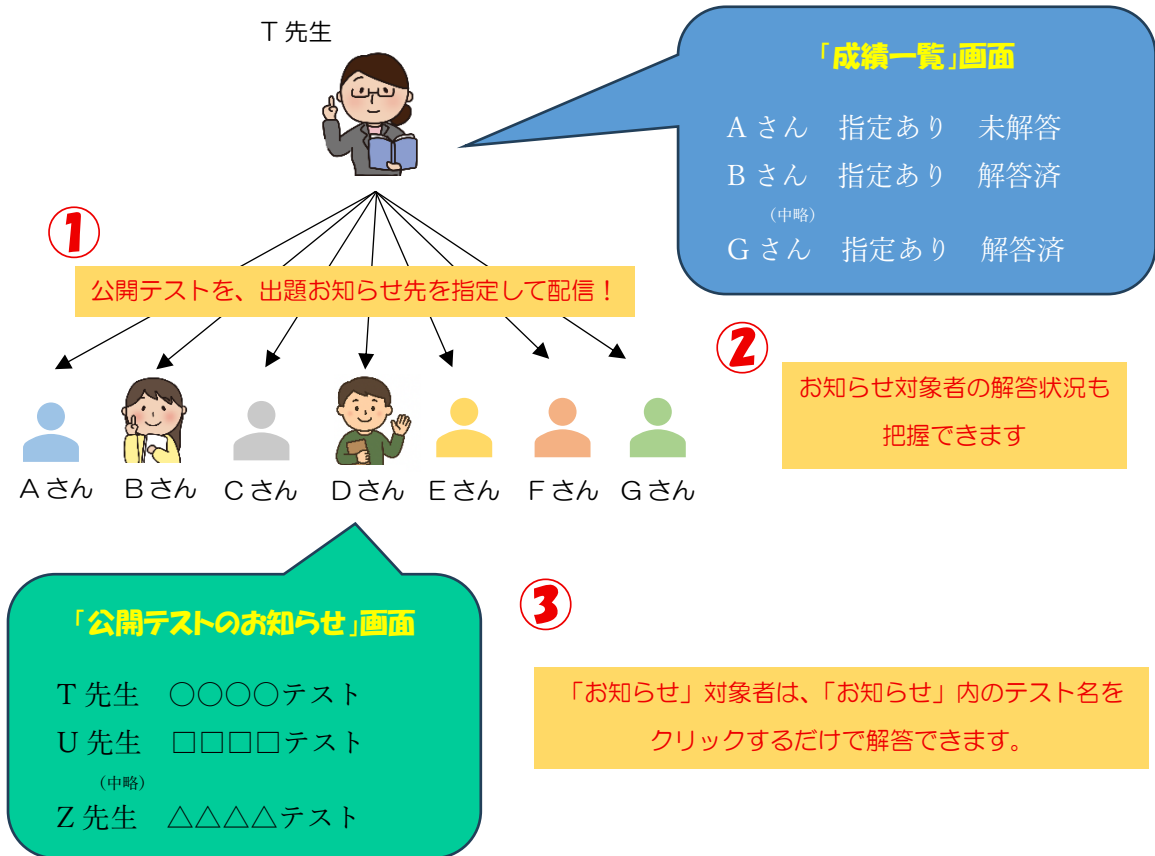 T 先生
「成績一覧」画面
A さん 指定あり 未解答
B さん 指定あり 解答済
(中略)
G さん 指定あり 解答済
①
公開テストを、出題お知らせ先を指定して配信！
②
お知らせ対象者の解答状況も
把握できます
A さん B さん C さん D さん E さん F さん G さん
「公開テストのお知らせ」画面
T 先生 ○○○○テスト
U 先生 □□□□テスト
(中略)
Z 先生 △△△△テスト
③
「お知らせ」対象者は、「お知らせ」内のテスト名を
クリックするだけで解答できます。